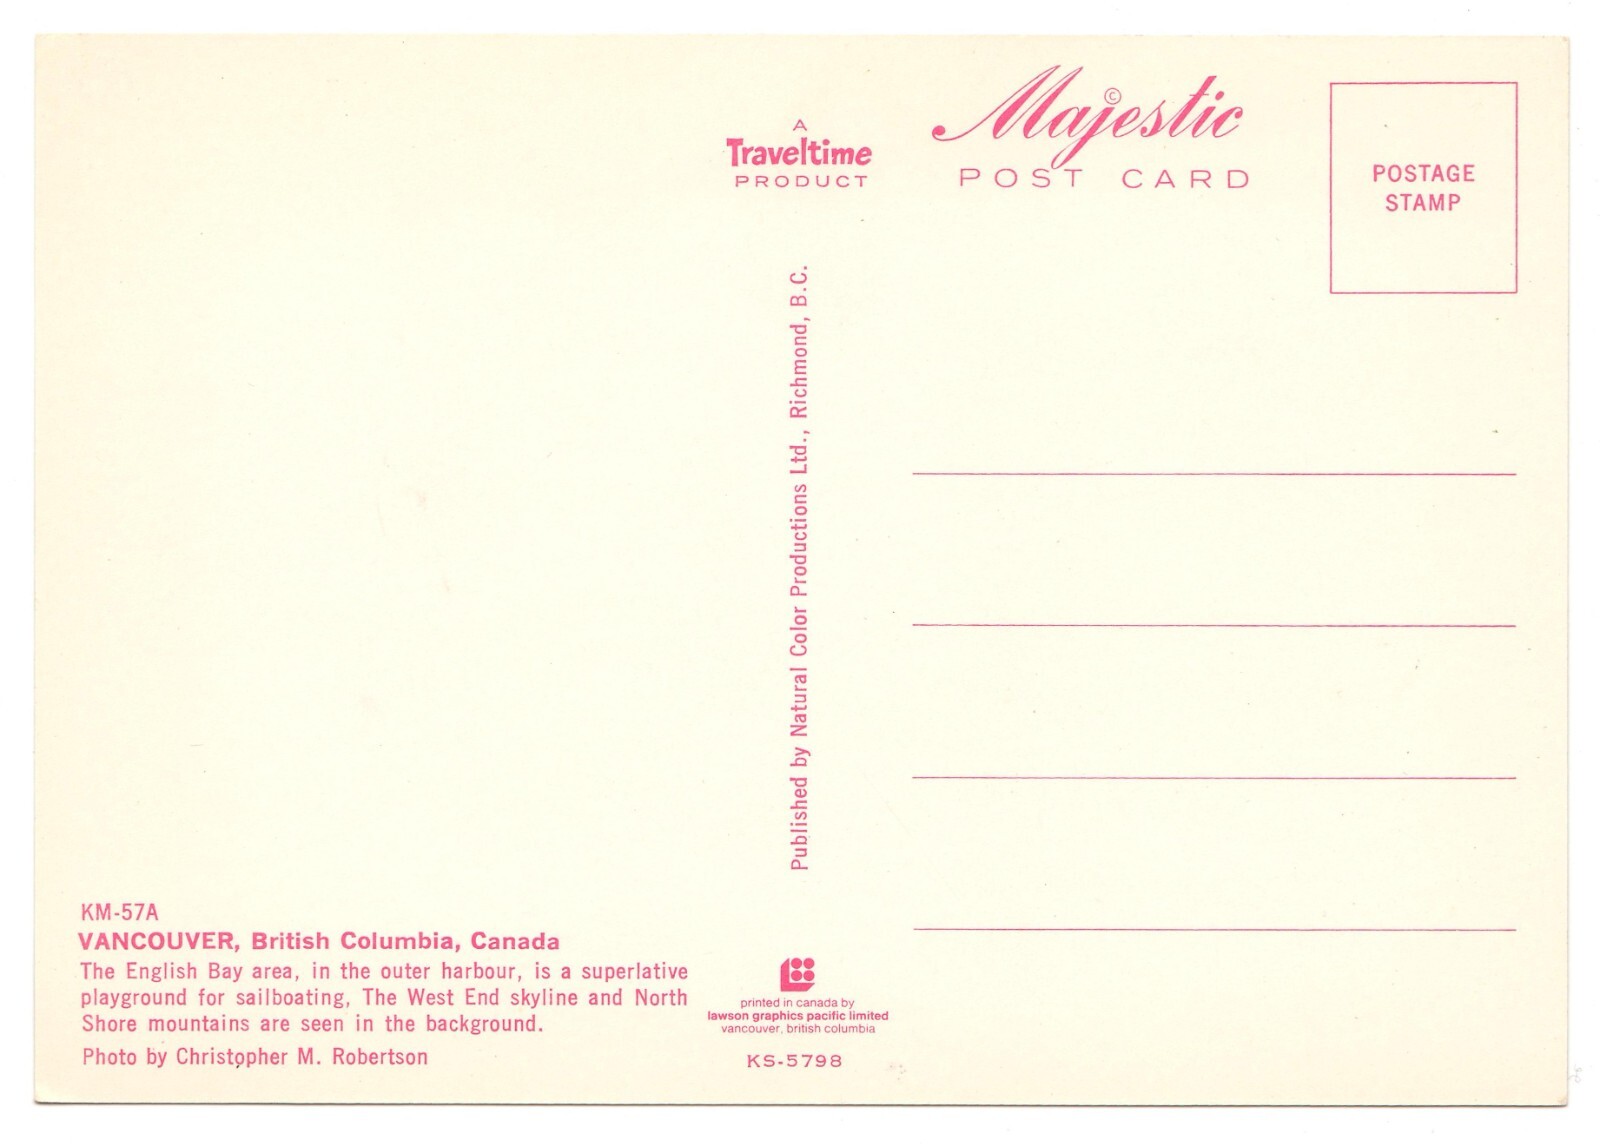 A
Traveltime
PRODUCT
Majestic
©
POST CARD
POSTAGE
STAMP
Published by Natural Color Productions Ltd., Richmond, B.C.
KM-57A
VANCOUVER, British Columbia, Canada
The English Bay area, in the outer harbour, is a superlative
playground for sailboating, The West End skyline and North
Shore mountains are seen in the background.
Photo by Christopher M. Robertson
printed in canada by
lawson graphics pacific limited
vancouver, british columbia
KS-5798